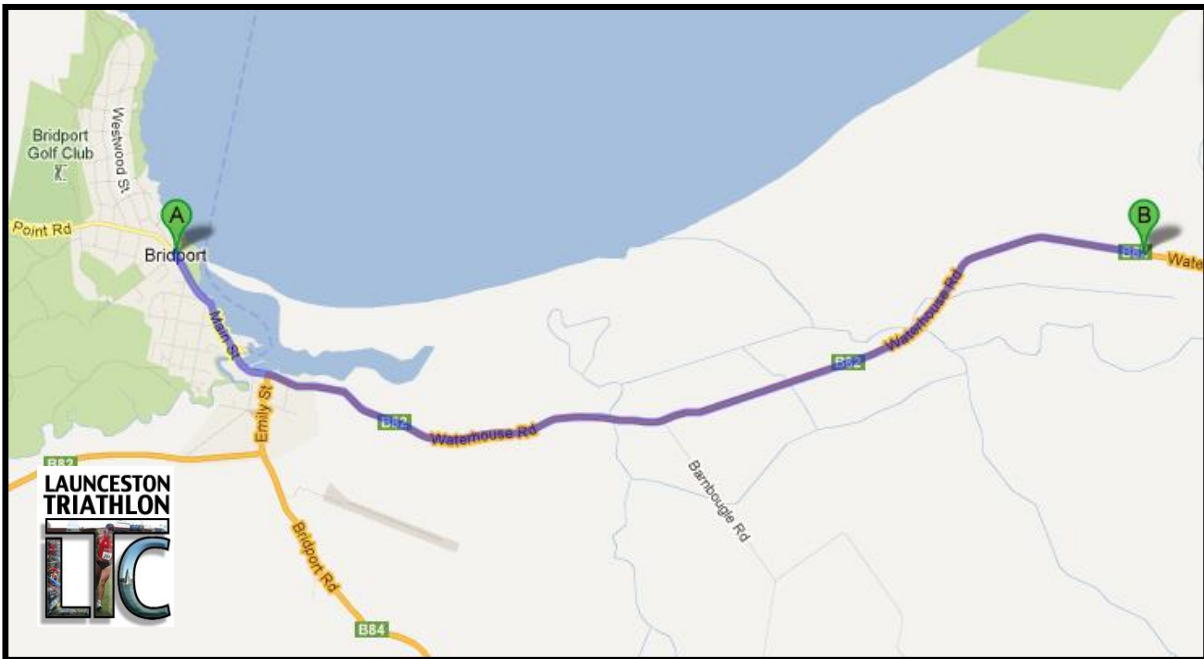 Bridport
Golf Club
Westwood St
A
Point Rd
Bridport
Main St
Emily St
B82
Waterhouse Rd
B82
Waterhouse Rd
B
Barnbougle Rd
B82
Bridport Rd
B84
LAUNCESTON
TRIATHLON
LTC